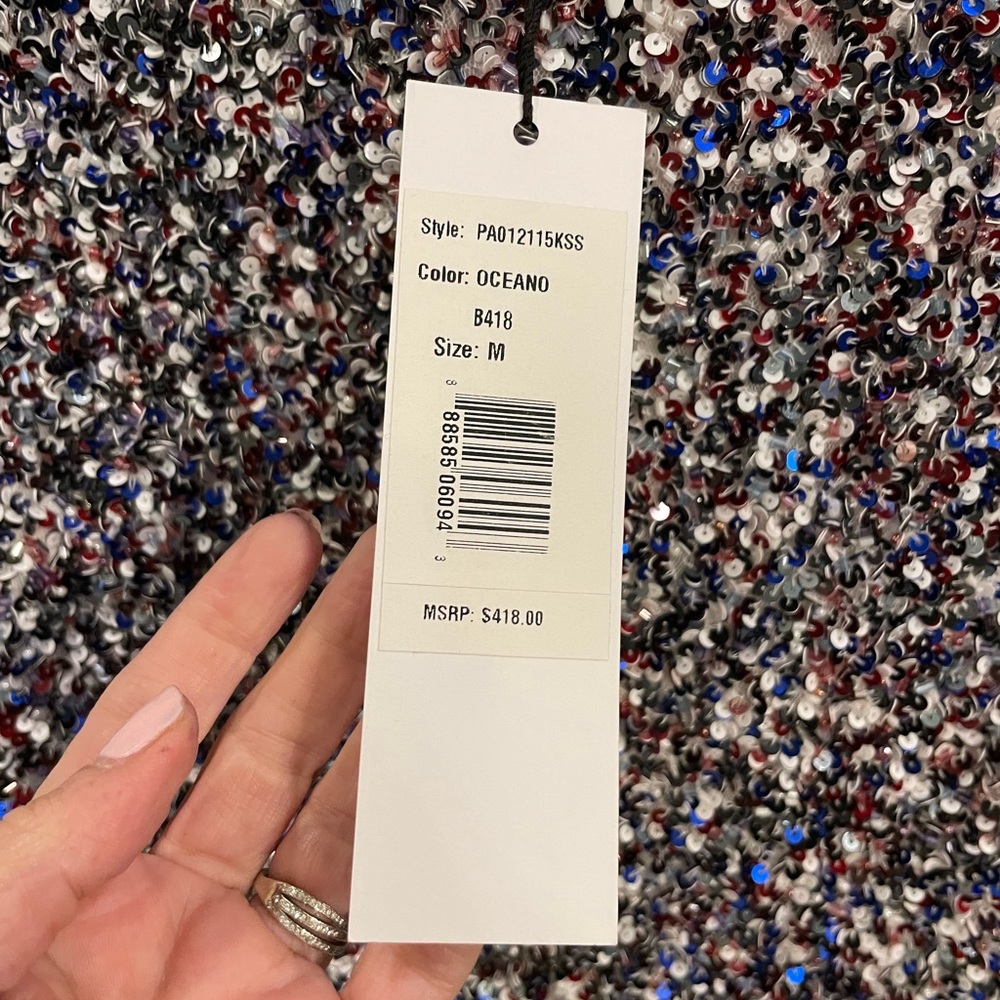 Style: PA012115KSS
Color: OCEANO
B418
Size: M
8 88585 06094 3
MSRP: $418.00